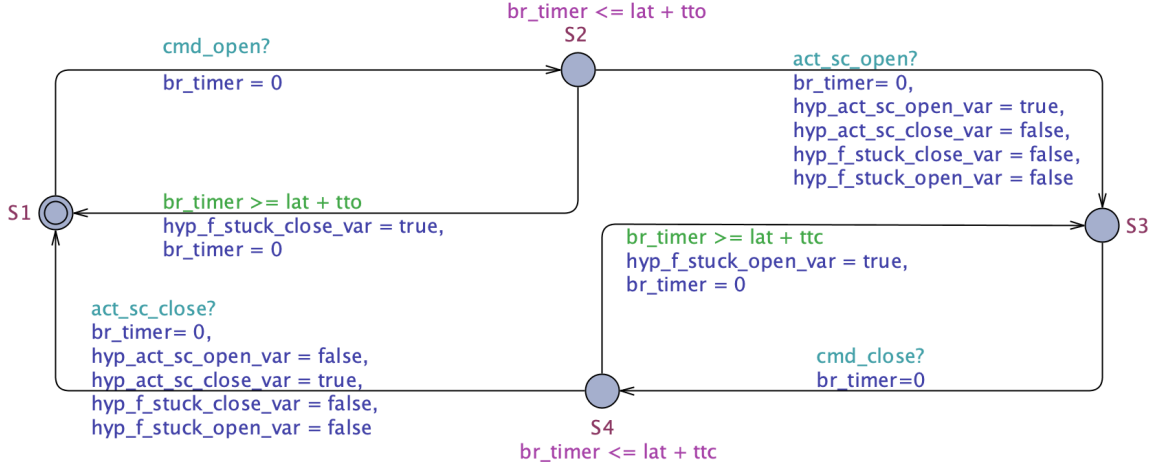 br_timer <= lat + tto
S2
cmd_open?
br_timer = 0
act_sc_open?
br_timer= 0,
hyp_act_sc_open_var = true,
hyp_act_sc_close_var = false,
hyp_f_stuck_close_var = false,
hyp_f_stuck_open_var = false
S1
br_timer >= lat + tto
hyp_f_stuck_close_var = true,
br_timer = 0
S3
br_timer >= lat + ttc
hyp_f_stuck_open_var = true,
br_timer = 0
act_sc_close?
br_timer= 0,
hyp_act_sc_open_var = false,
hyp_act_sc_close_var = true,
hyp_f_stuck_close_var = false,
hyp_f_stuck_open_var = false
cmd_close?
br_timer=0
S4
br_timer <= lat + ttc